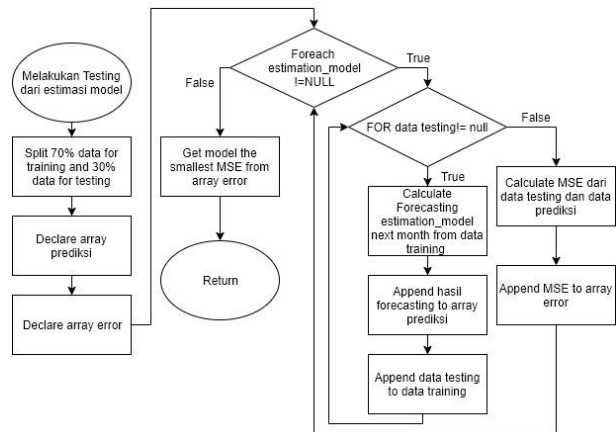 Melakukan Testing
dari estimasi model
Split 70% data for
training and 30%
data for testing
Declare array
prediksi
Declare array error
Foreach
estimation_model
!=NULL
False
True
Get model the
smallest MSE from
array error
Return
FOR data testing!= null
False
True
Calculate
Forecasting
estimation_model
next month from data
training
Append hasil
forecasting to array
prediksi
Append data testing
to data training
Calculate MSE dari
data testing dan data
prediksi
Append MSE to array
error